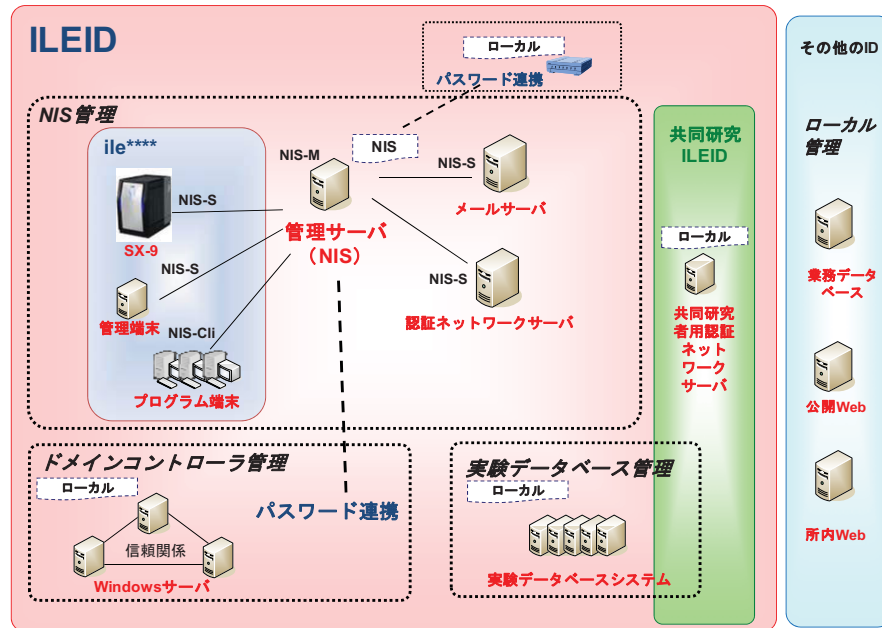 ILEID
ローカル
パスワード連携
その他のID
NIS管理
ile****
NIS-M
NIS
NIS-S
SX-9
NIS-S
管理端末
NIS-Cli
プログラム端末
管理サーバ
（NIS）
NIS-S
メールサーバ
NIS-S
認証ネットワークサーバ
共同研究
ILEID
ローカル
共同研究
者用認証
ネット
ワーク
サーバ
ローカル
管理
業務データ
ベース
公開Web
所内Web
ドメインコントローラ管理
ローカル
信頼関係
Windowsサーバ
パスワード連携
実験データベース管理
ローカル
実験データベースシステム